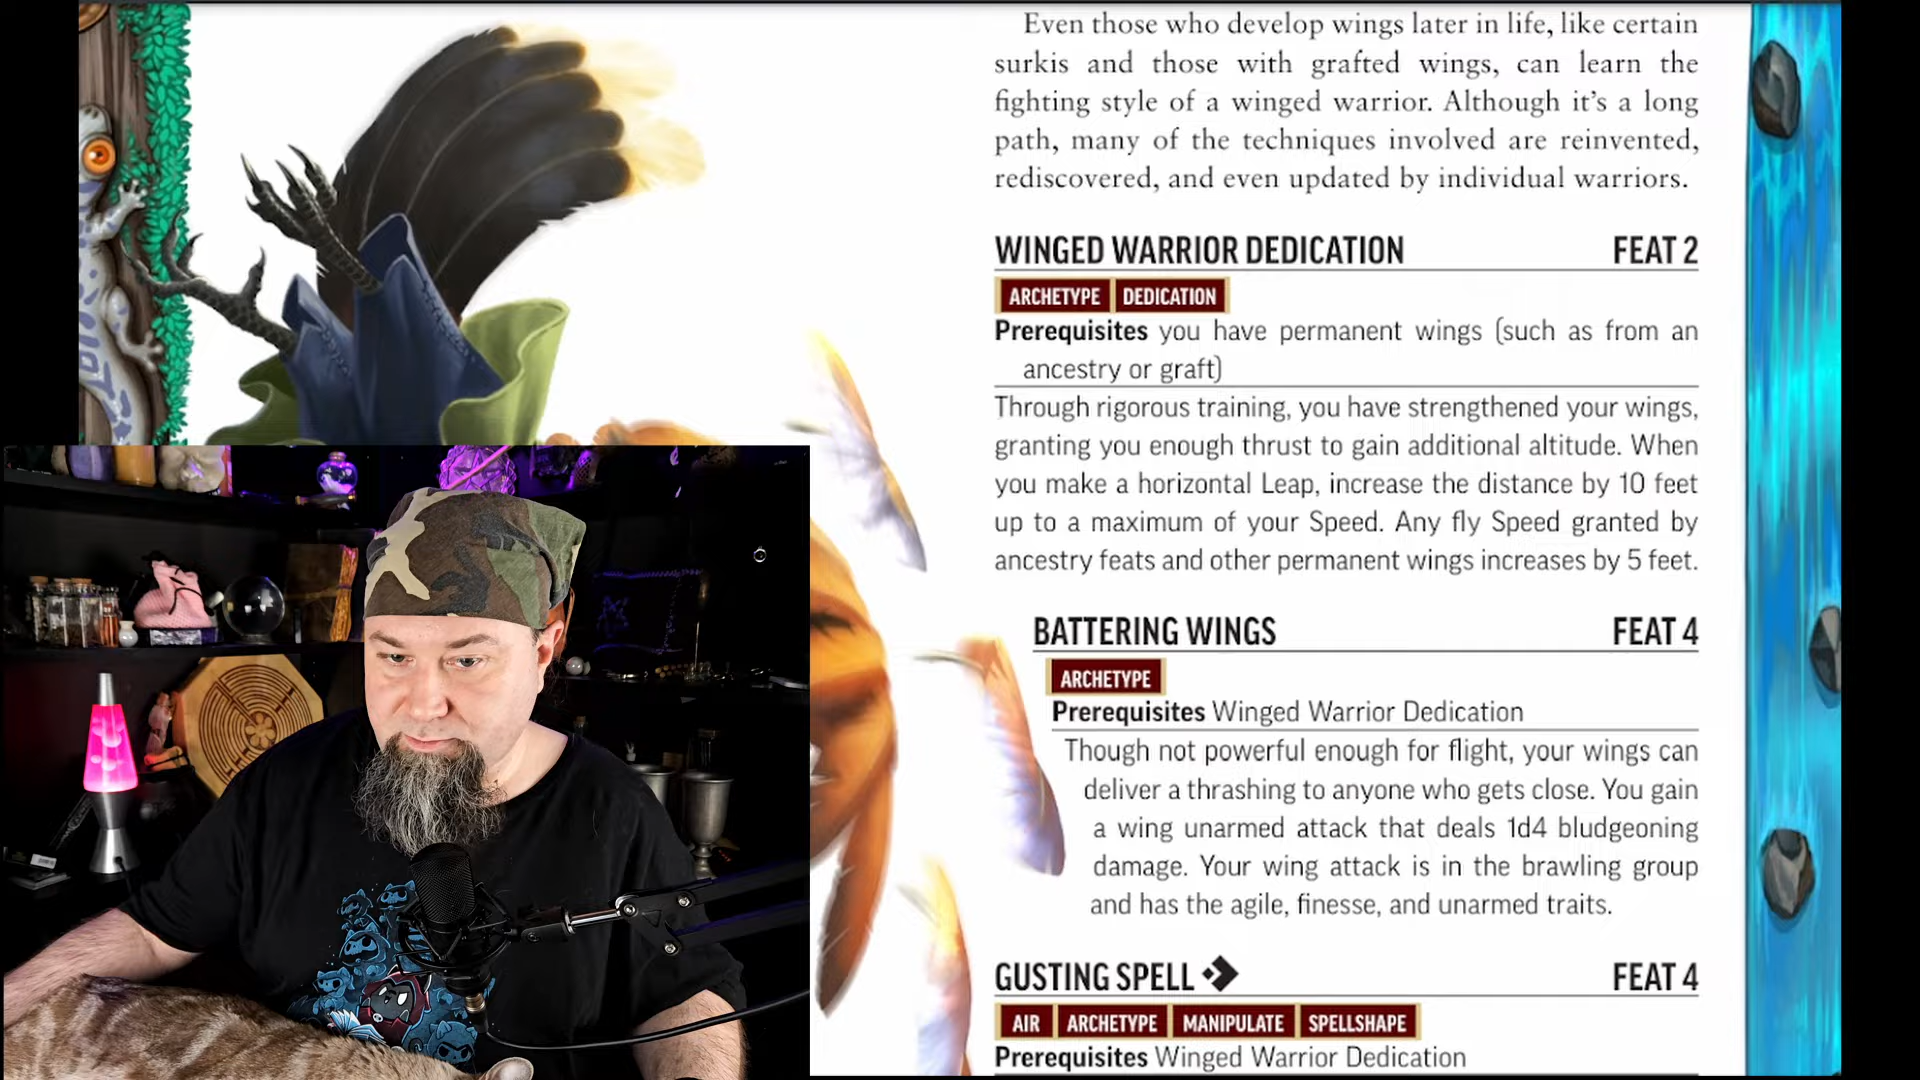 Even those who develop wings later in life, like certain
surkis and those with grafted wings, can learn the
fighting style of a winged warrior. Although it's a long
path, many of the techniques involved are reinvented,
rediscovered, and even updated by individual warriors.
WINGED WARRIOR DEDICATION FEAT 2
ARCHETYPE DEDICATION
Prerequisites you have permanent wings (such as from an
ancestry or graft)
Through rigorous training, you have strengthened your wings,
granting you enough thrust to gain additional altitude. When
you make a horizontal Leap, increase the distance by 10 feet
up to a maximum of your Speed. Any fly Speed granted by
ancestry feats and other permanent wings increases by 5 feet.
BATTERING WINGS FEAT 4
ARCHETYPE
Prerequisites Winged Warrior Dedication
Though not powerful enough for flight, your wings can
deliver a thrashing to anyone who gets close. You gain
a wing unarmed attack that deals 1d4 bludgeoning
damage. Your wing attack is in the brawling group
and has the agile, finesse, and unarmed traits.
GUSTING SPELL FEAT 4
AIR ARCHETYPE MANIPULATE SPELLSHAPE
Prerequisites Winged Warrior Dedication